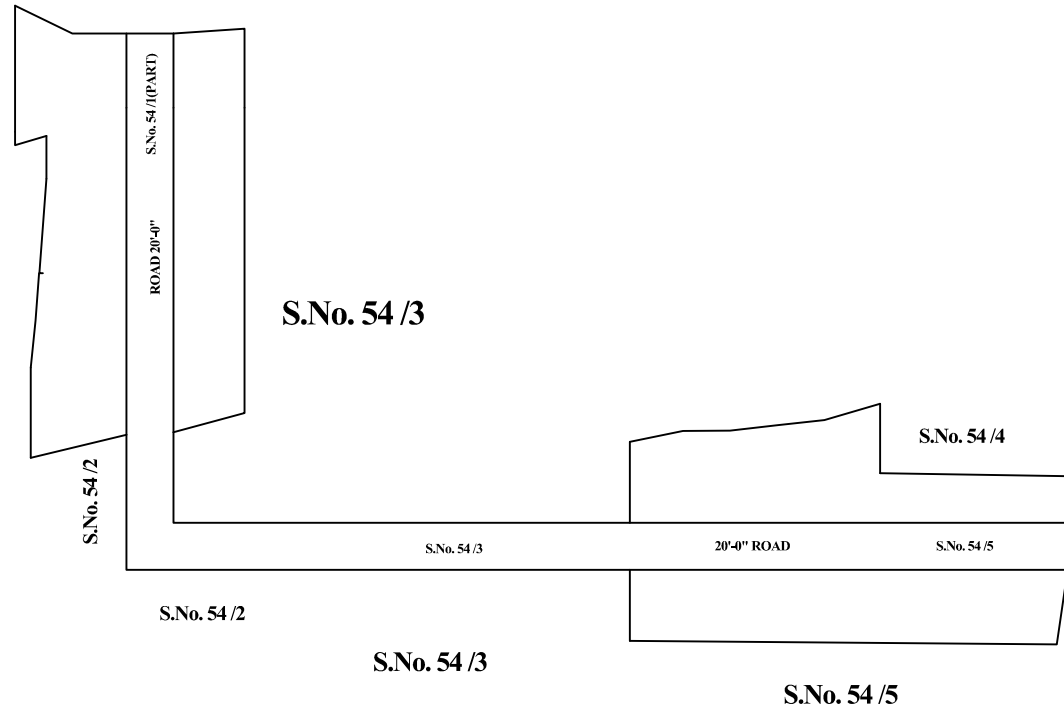 S.No. 54 /1(PART)
ROAD 20'-0"
S.No. 54 /3
S.No. 54 /4
S.No. 54 /2
S.No. 54 /3
20'-0" ROAD
S.No. 54 /5
S.No. 54 /2
S.No. 54 /3
S.No. 54 /5